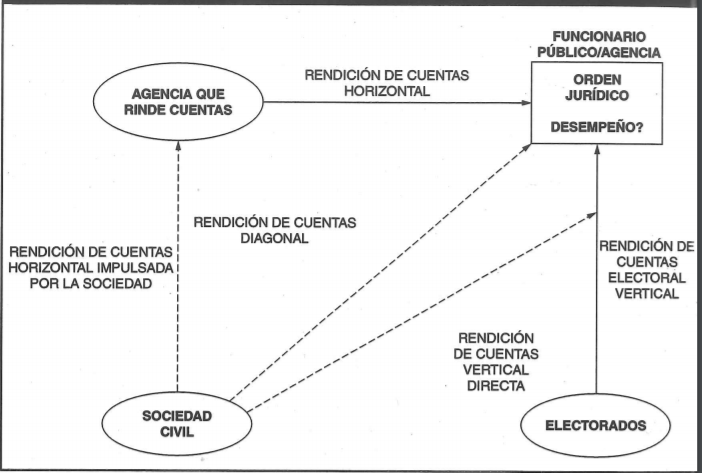 FUNCIONARIO
PÚBLICO/AGENCIA
ORDEN
JURÍDICO
DESEMPEÑO?
AGENCIA QUE
RINDE CUENTAS
RENDICIÓN DE CUENTAS
HORIZONTAL
RENDICIÓN DE CUENTAS
DIAGONAL
RENDICIÓN DE CUENTAS
HORIZONTAL IMPULSADA
POR LA SOCIEDAD
RENDICIÓN DE
CUENTAS
ELECTORAL
VERTICAL
RENDICIÓN
DE CUENTAS
VERTICAL
DIRECTA
SOCIEDAD
CIVIL
ELECTORADOS